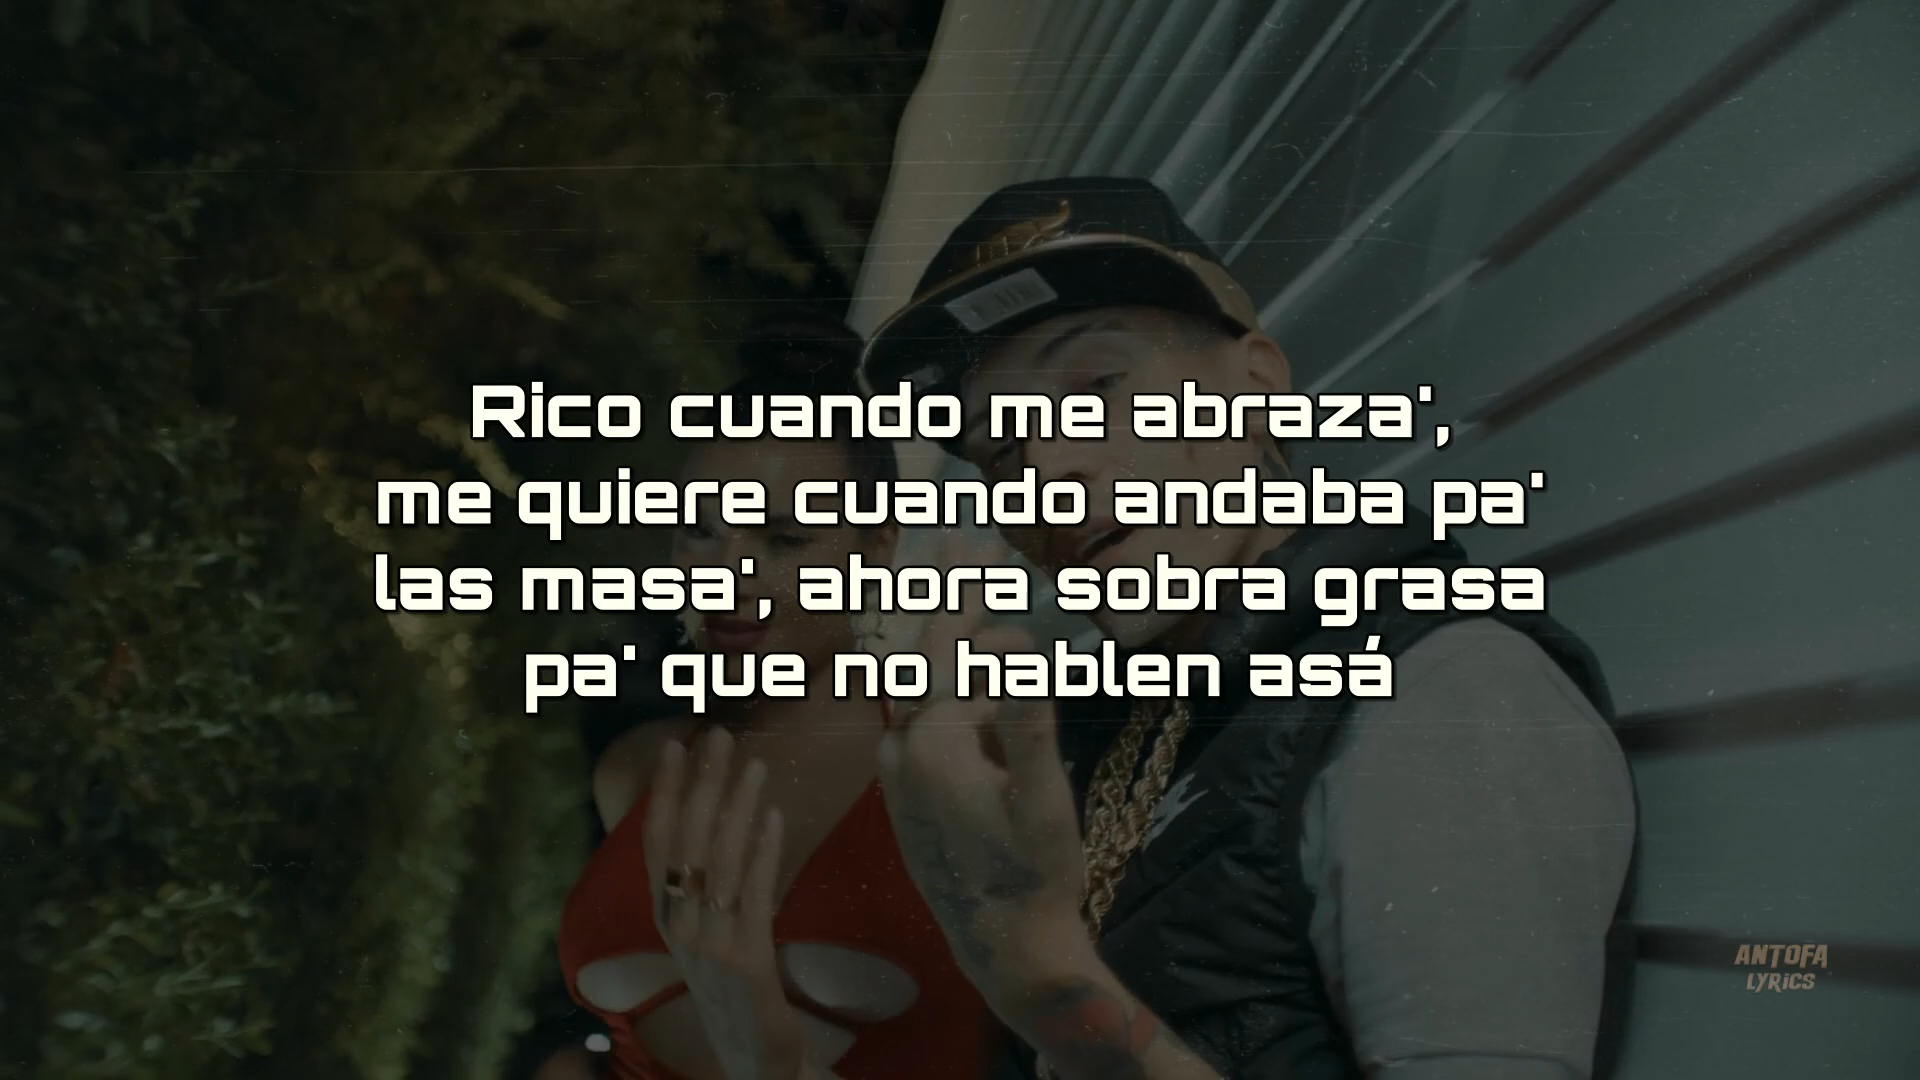 Rico cuando me abraza',
me quiere cuando andaba pa'
las masa', ahora sobra grasa
pa' que no hablen asá
ANTOFA
LYRICS